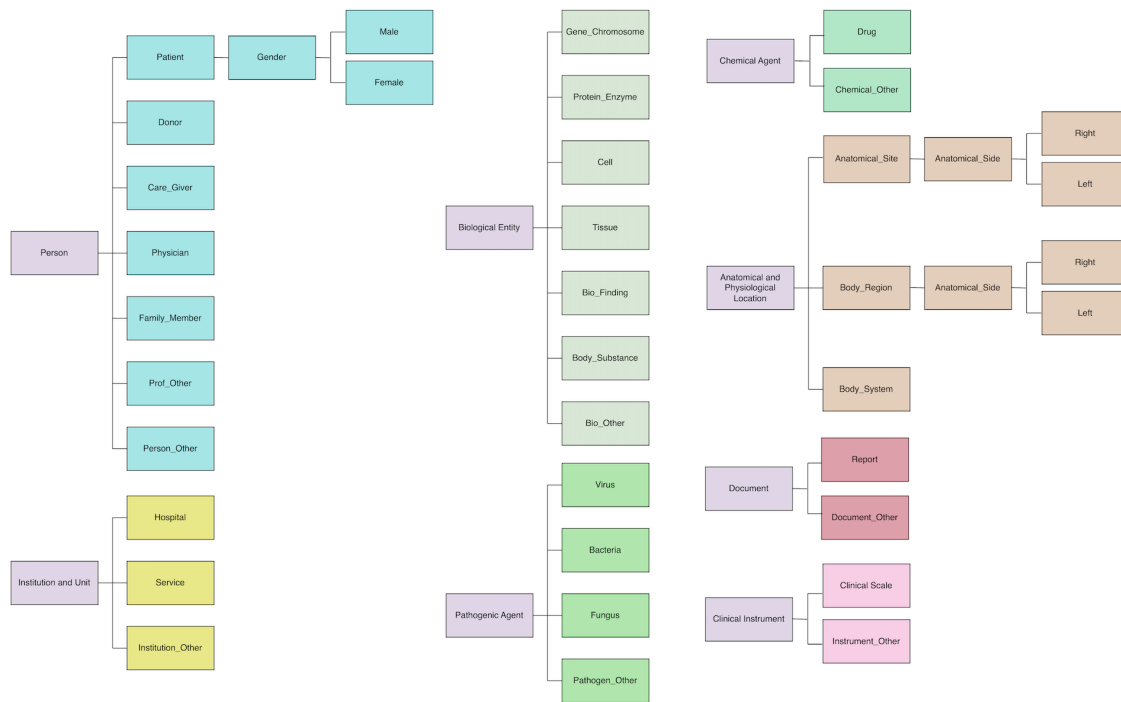 Person
Patient
Gender
Male
Female
Donor
Care_Giver
Physician
Family_Member
Prof_Other
Person_Other
Institution and Unit
Hospital
Service
Institution_Other
Biological Entity
Gene_Chromosome
Protein_Enzyme
Cell
Tissue
Bio_Finding
Body_Substance
Bio_Other
Pathogenic Agent
Virus
Bacteria
Fungus
Pathogen_Other
Chemical Agent
Drug
Chemical_Other
Anatomical and
Physiological
Location
Anatomical_Site
Anatomical_Side
Right
Left
Body_Region
Anatomical_Side
Right
Left
Body_System
Document
Report
Document_Other
Clinical Instrument
Clinical Scale
Instrument_Other